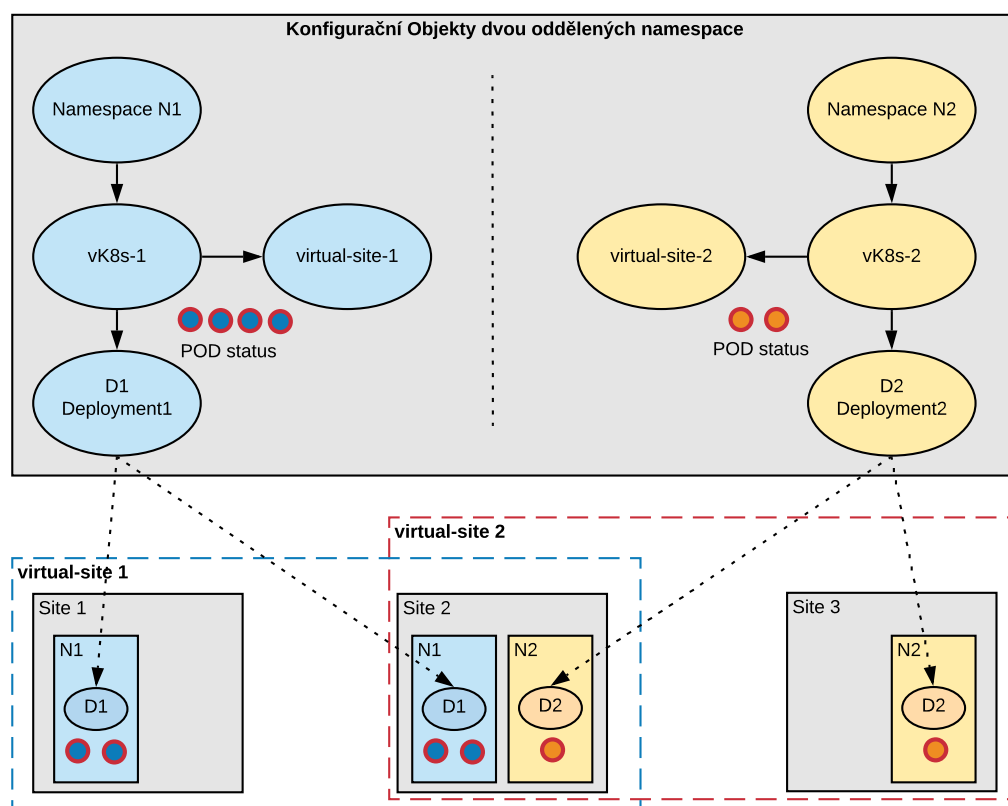 Konfigurační Objekty dvou oddělených namespace
Namespace N1
Namespace N2
vK8s-1
virtual-site-1
virtual-site-2
vK8s-2
POD status
POD status
D1
Deployment1
D2
Deployment2
virtual-site 2
virtual-site 1
Site 1
Site 2
Site 3
N1
N1
N2
N2
D1
D1
D2
D2